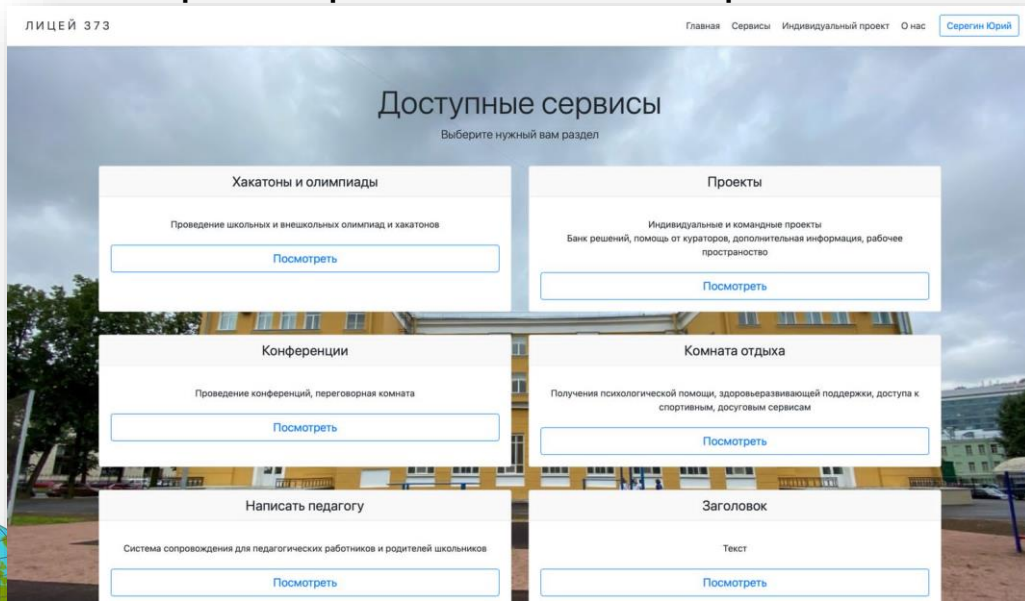 ЛИЦЕЙ 373
Главная Сервисы Индивидуальный проект О нас Серегин Юрий
Доступные сервисы
Выберите нужный вам раздел
Хакатоны и олимпиады
Проведение школьных и внешкольных олимпиад и хакатонов
Посмотреть
Проекты
Индивидуальные и командные проекты
Банк решений, помощь от кураторов, дополнительная информация, рабочее
пространоство
Посмотреть
Конференции
Проведение конференций, переговорная комната
Посмотреть
Комната отдыха
Получения психологической помощи, здоровьеразвивающей поддержки, доступа к
спортивным, досуговым сервисам
Посмотреть
Написать педагогу
Система сопровождения для педагогических работников и родителей школьников
Посмотреть
Заголовок
Текст
Посмотреть